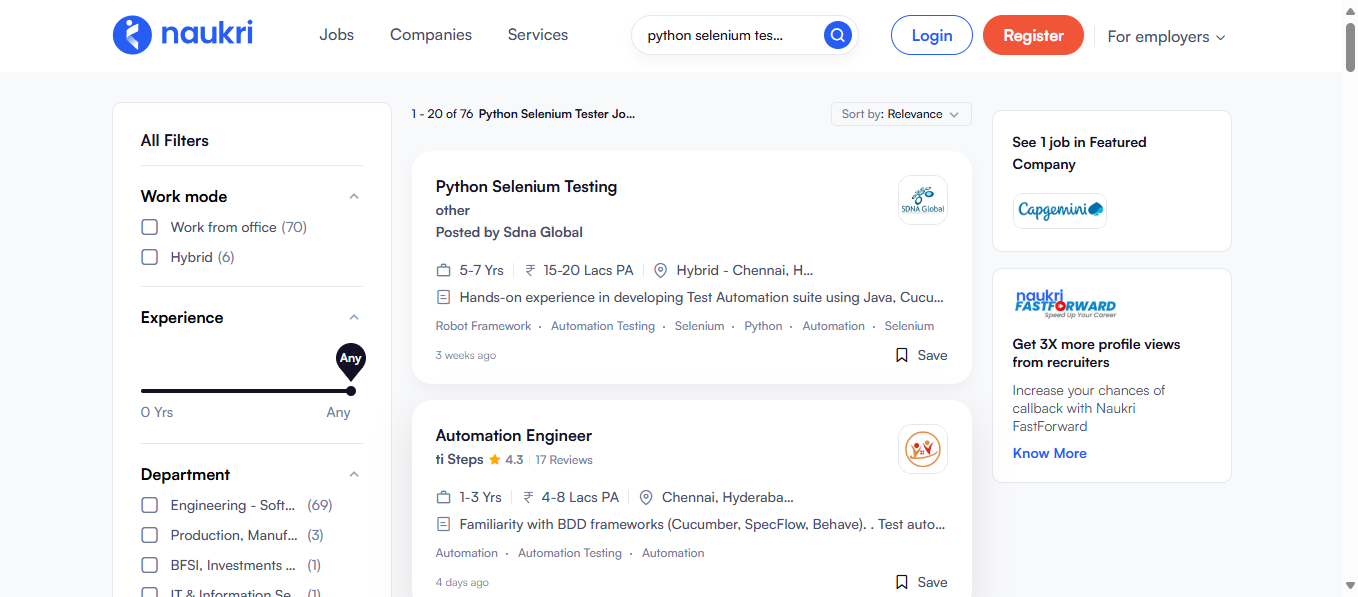 naukri
Jobs Companies Services
python selenium tes...
Login
Register
For employers
All Filters
Work mode
Work from office (70)
Hybrid (6)
Experience
Any
0 Yrs Any
Department
Engineering - Soft... (69)
Production, Manuf... (3)
BFSI, Investments ... (1)
IT & Information Se... (1)
1 - 20 of 76 Python Selenium Tester Jo...
Sort by: Relevance
Python Selenium Testing
other
Posted by Sdna Global
SDNA Global
5-7 Yrs ₹ 15-20 Lacs PA Hybrid - Chennai, H...
Hands-on experience in developing Test Automation suite using Java, Cucu...
Robot Framework · Automation Testing · Selenium · Python · Automation · Selenium
3 weeks ago Save
Automation Engineer
ti Steps 4.3 17 Reviews
1-3 Yrs ₹ 4-8 Lacs PA Chennai, Hyderaba...
Familiarity with BDD frameworks (Cucumber, SpecFlow, Behave). . Test auto...
Automation · Automation Testing · Automation
4 days ago Save
See 1 job in Featured
Company
Capgemini
naukri
FASTFORWARD
Speed Up Your Career
Get 3X more profile views
from recruiters
Increase your chances of
callback with Naukri
FastForward
Know More